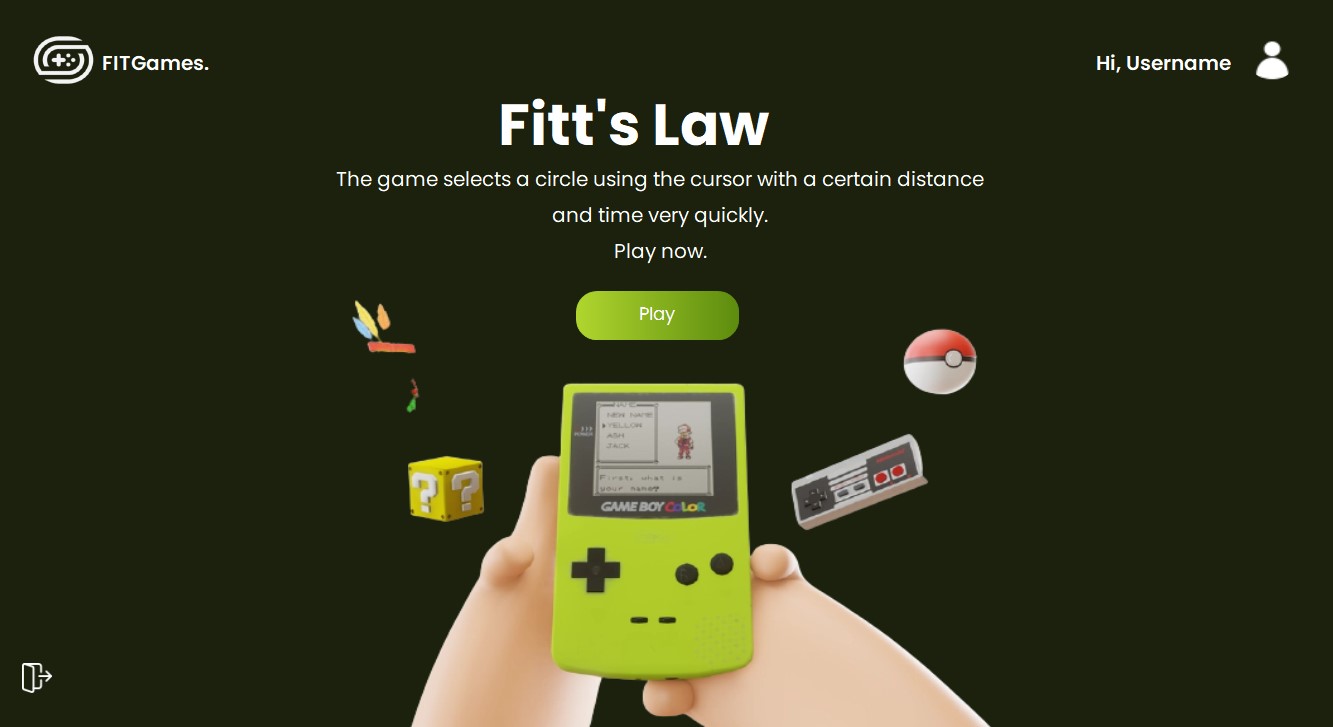 FITGames.
Hi, Username
Fitt's Law
The game selects a circle using the cursor with a certain distance
and time very quickly.
Play now.
Play
NEW NAME
YELLOW
ASH
JACK
First, what is
your name?
POWER
GAME BOY COLOR